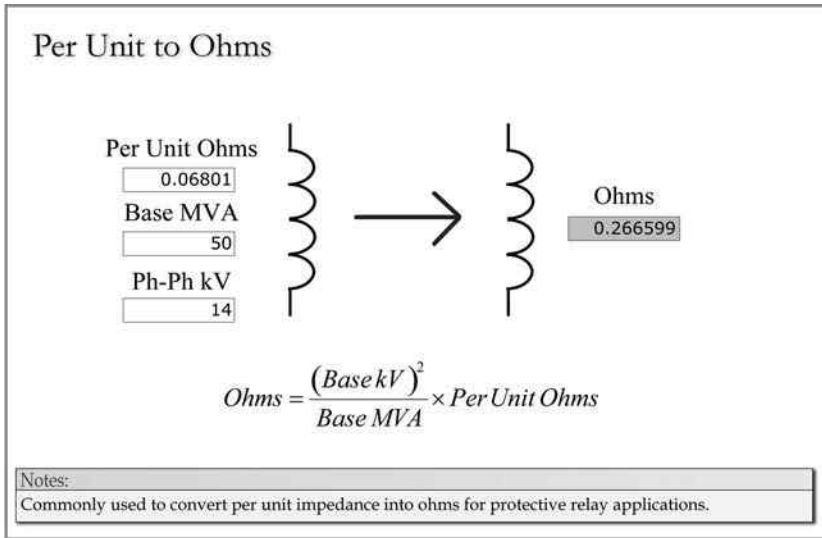 Per Unit to Ohms
Per Unit Ohms
0.06801
Base MVA
50
Ph-Ph kV
14
Ohms
0.266599
Ohms = (Base kV)² / Base MVA × Per Unit Ohms
Notes:
Commonly used to convert per unit impedance into ohms for protective relay applications.